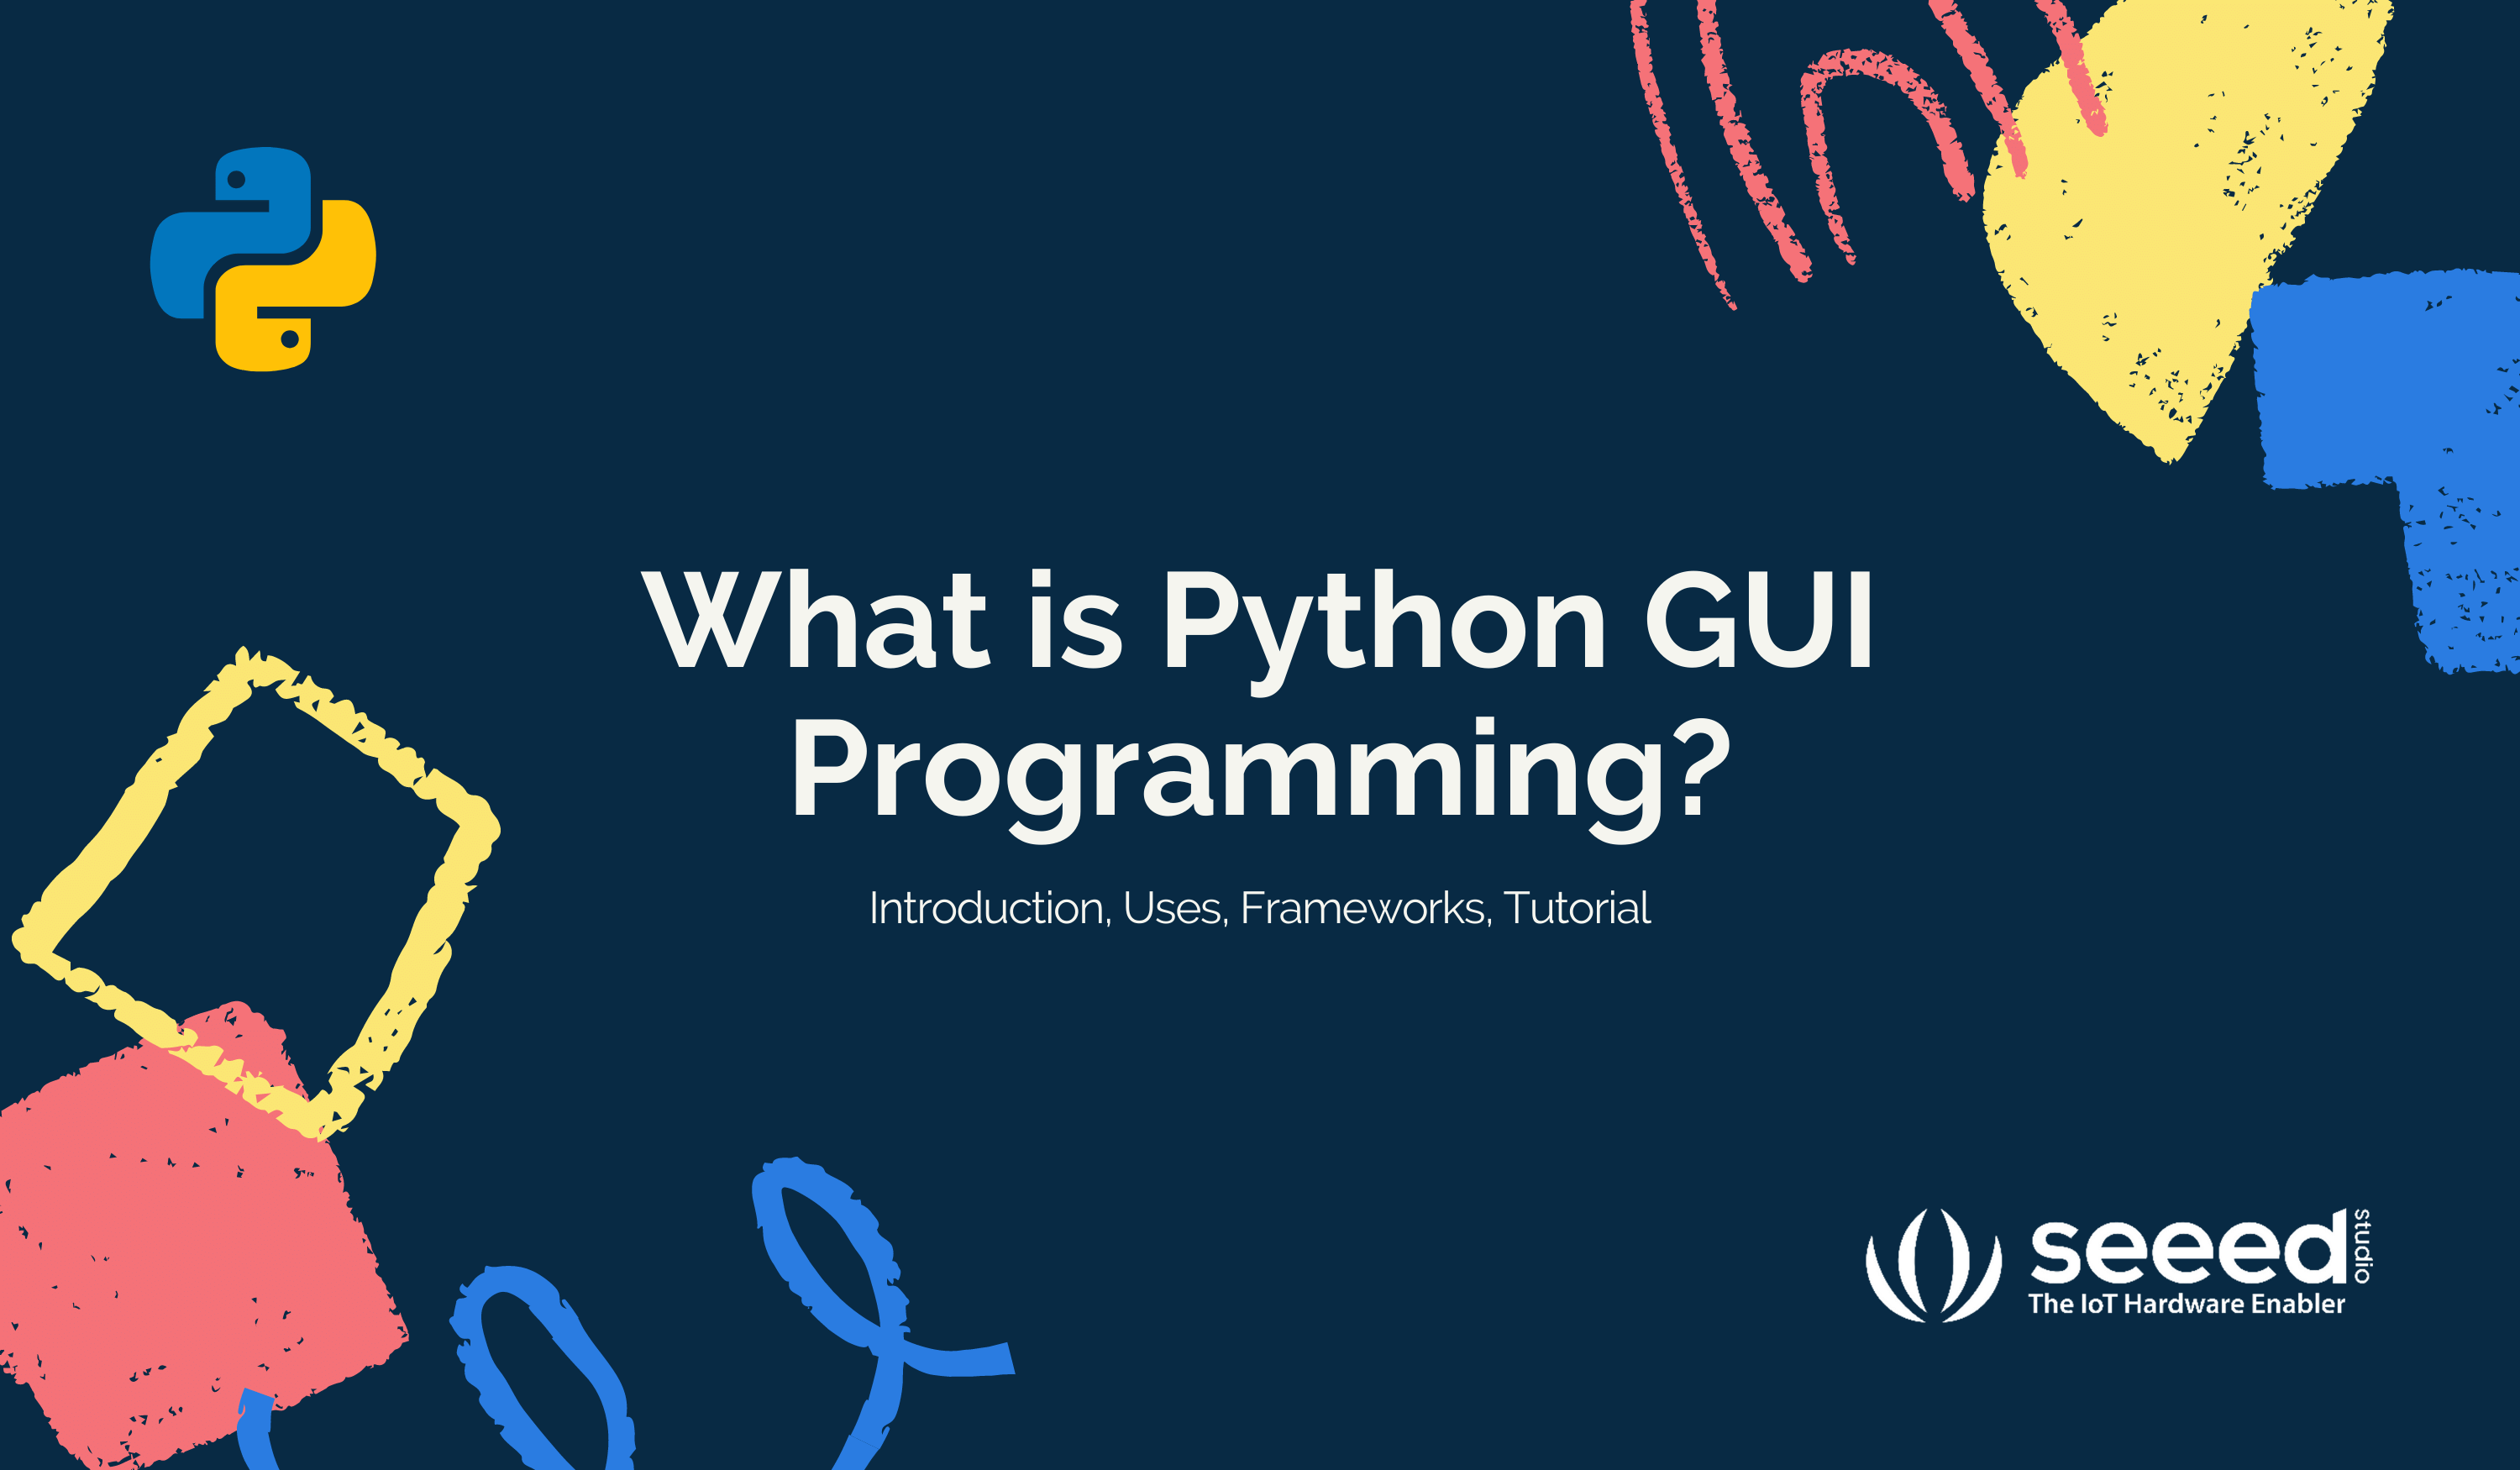 What is Python GUI
Programming?
Introduction, Uses, Frameworks, Tutorial
seeed
studio
The IoT Hardware Enabler